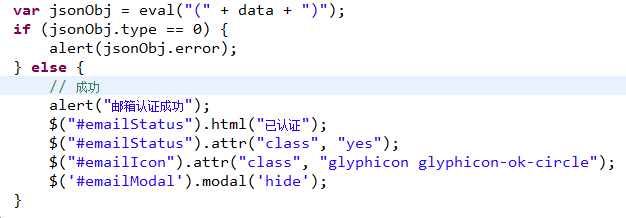 var jsonObj = eval("(" + data + ")");
if (jsonObj.type == 0) {
    alert(jsonObj.error);
} else {
    // 成功
    alert("邮箱认证成功");
    $("#emailStatus").html("已认证");
    $("#emailStatus").attr("class", "yes");
    $("#emailIcon").attr("class", "glyphicon glyphicon-ok-circle");
    $('#emailModal').modal('hide');
}